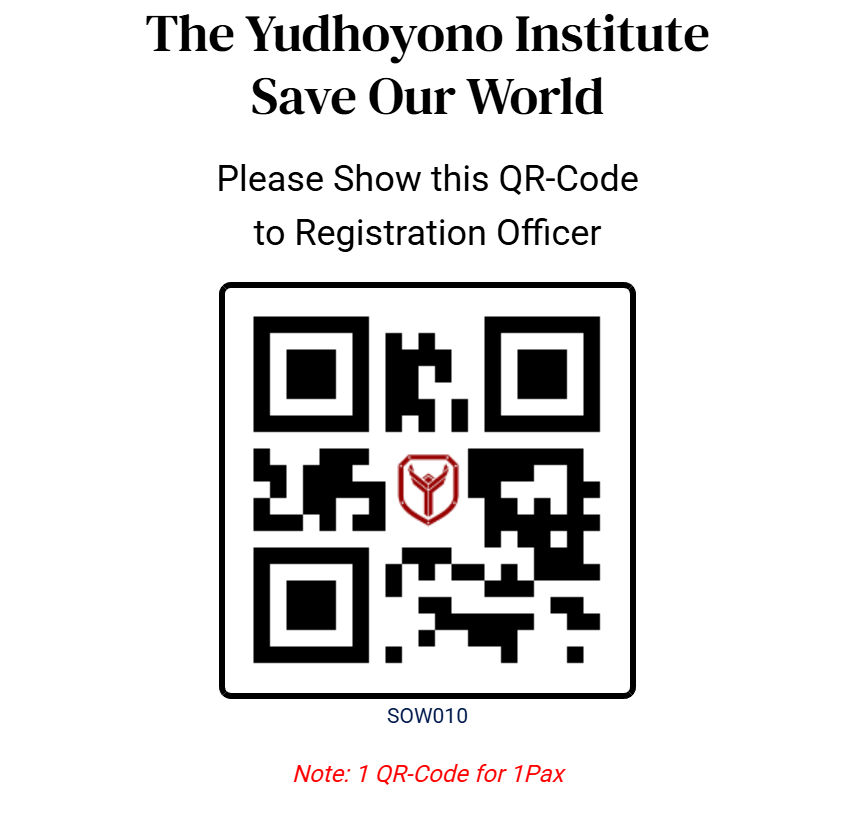 The Yudhoyono Institute
Save Our World
Please Show this QR-Code
to Registration Officer
SOW010
Note: 1 QR-Code for 1Pax